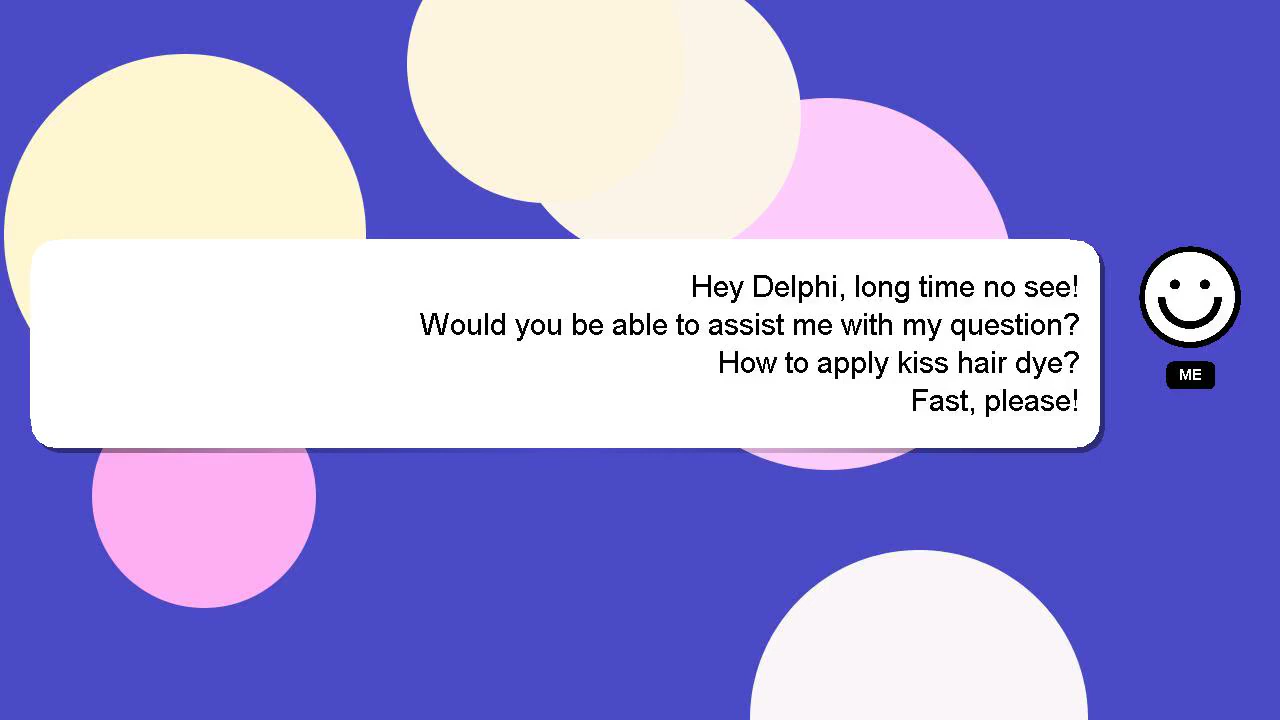 Hey Delphi, long time no see!
Would you be able to assist me with my question?
How to apply kiss hair dye?
Fast, please!
ME